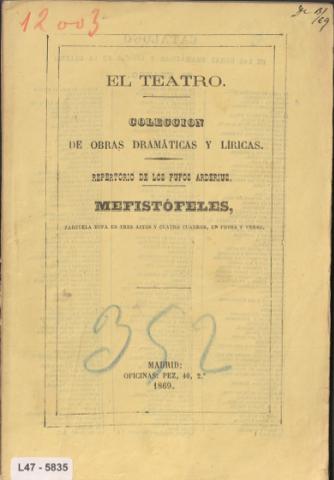 12003
EL TEATRO.
COLECCION
DE OBRAS DRAMÁTICAS Y LÍRICAS.
REPERTORIO DE LOS BUFOS ARDERIUS.
MEFISTÓFELES,
ZARZUELA BUFA EN TRES ACTOS Y CUATRO CUADROS, EN PROSA Y VERSO.
352
MADRID:
OFICINAS: PEZ, 40, 2.º
1869.
L47 - 5835